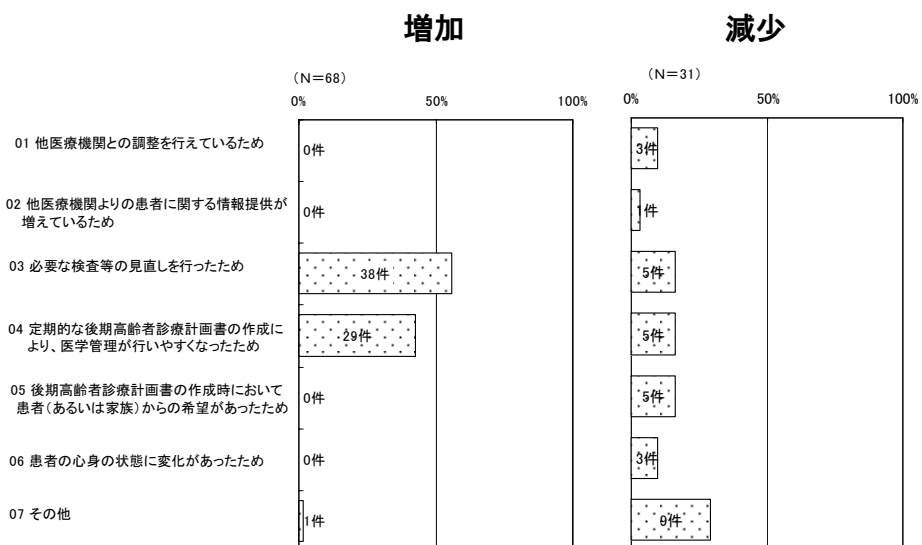 増加
減少
（N＝68）
（N＝31）
0%
50%
100%
0%
50%
100%
01 他医療機関との調整を行えているため
0件
3件
02 他医療機関よりの患者に関する情報提供が
増えているため
0件
1件
03 必要な検査等の見直しを行ったため
38件
5件
04 定期的な後期高齢者診療計画書の作成に
より、医学管理が行いやすくなったため
29件
5件
05 後期高齢者診療計画書の作成時において
患者（あるいは家族）からの希望があったため
0件
5件
06 患者の心身の状態に変化があったため
0件
3件
07 その他
1件
9件